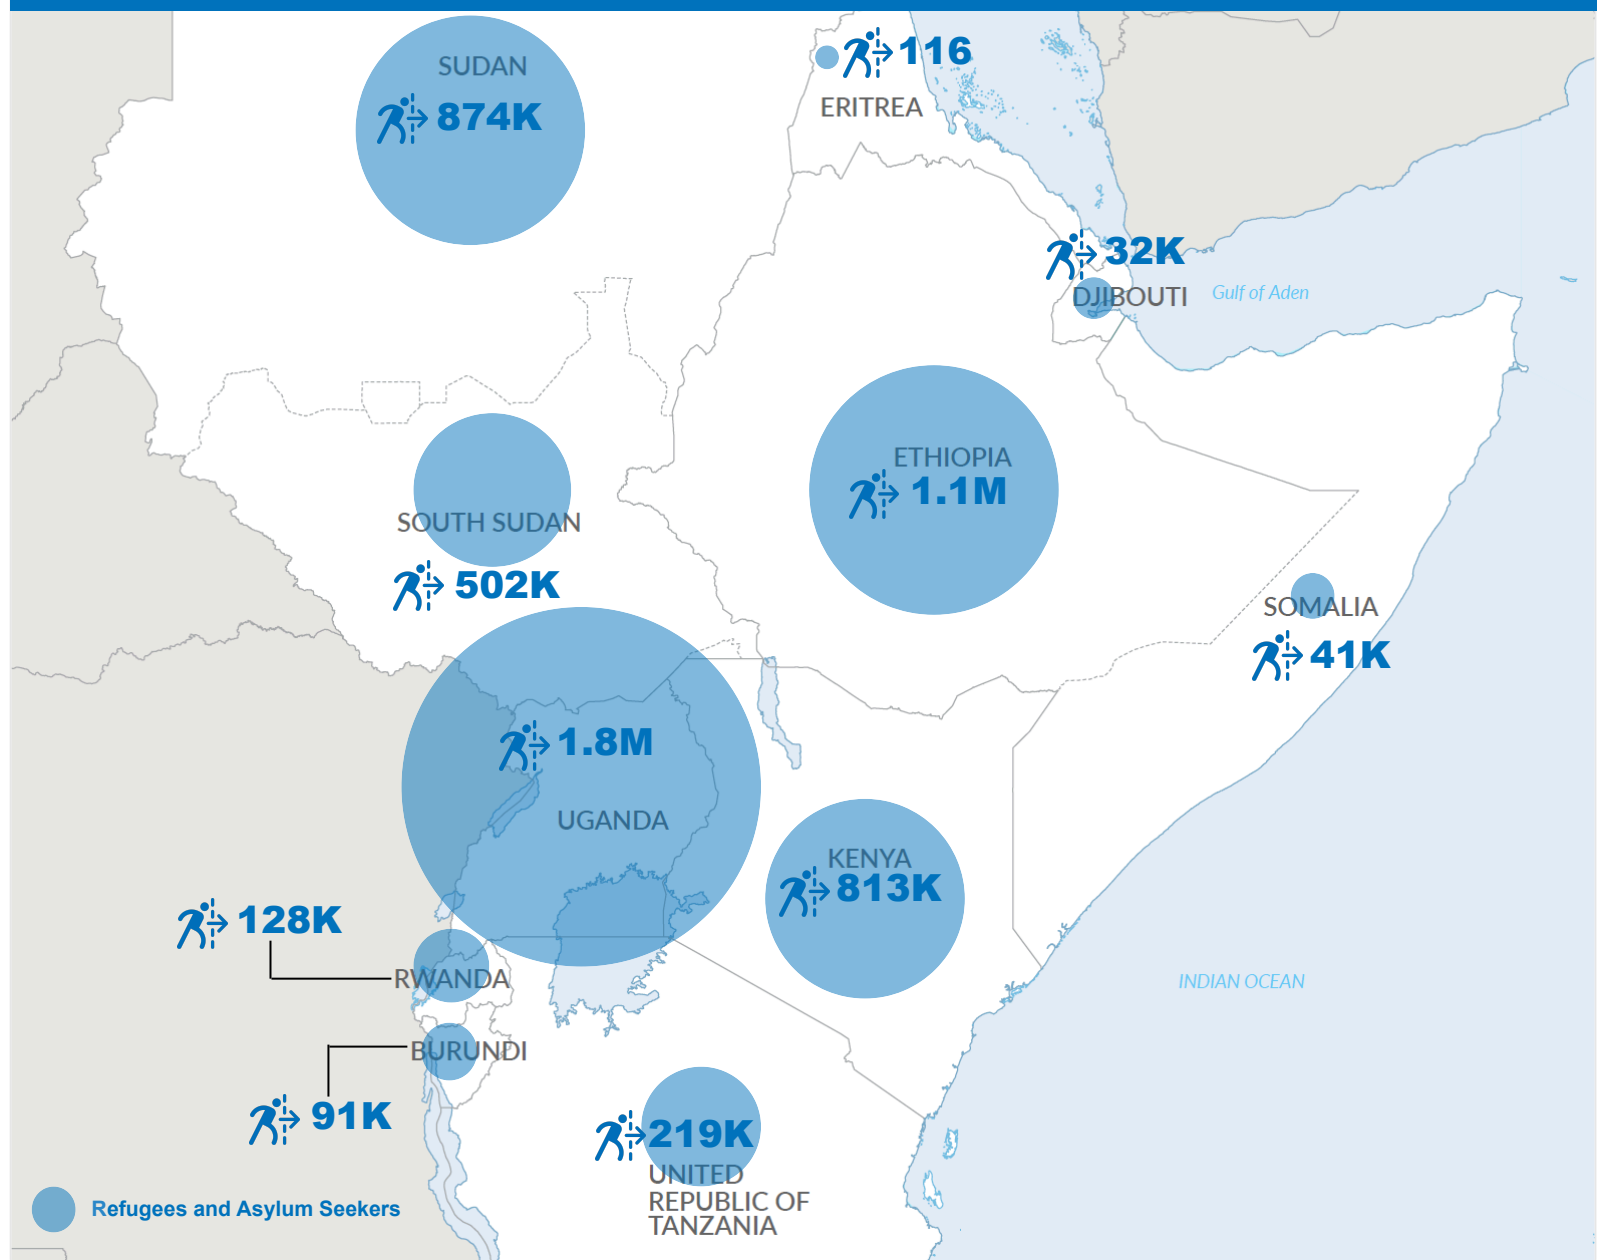 SUDAN
874K
116
ERITREA
32K
DJIBOUTI
Gulf of Aden
ETHIOPIA
1.1M
SOUTH SUDAN
502K
SOMALIA
41K
1.8M
UGANDA
KENYA
813K
128K
RWANDA
INDIAN OCEAN
BURUNDI
91K
219K
UNITED
REPUBLIC OF
TANZANIA
Refugees and Asylum Seekers